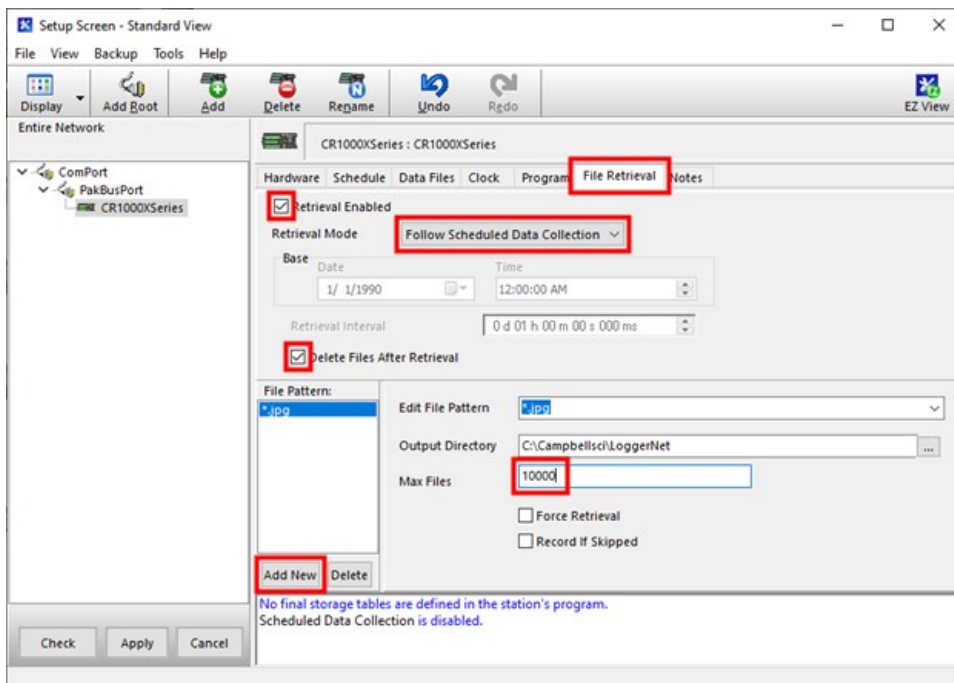 Setup Screen - Standard View
File View Backup Tools Help
Display Add Root Add Delete Rename Undo Redo EZ View
Entire Network
CR1000XSeries : CR1000XSeries
ComPort
PakBusPort
CR1000XSeries
Hardware Schedule Data Files Clock Program File Retrieval Notes
Retrieval Enabled
Retrieval Mode Follow Scheduled Data Collection
Base
Date Time
1/ 1/1990 12:00:00 AM
Retrieval Interval 0 d 01 h 00 m 00 s 000 ms
Delete Files After Retrieval
File Pattern:
*.jpg
Edit File Pattern *.jpg
Output Directory C:\Campbellsci\LoggerNet ...
Max Files 10000
Force Retrieval
Record If Skipped
Add New Delete
No final storage tables are defined in the station's program.
Scheduled Data Collection is disabled.
Check Apply Cancel